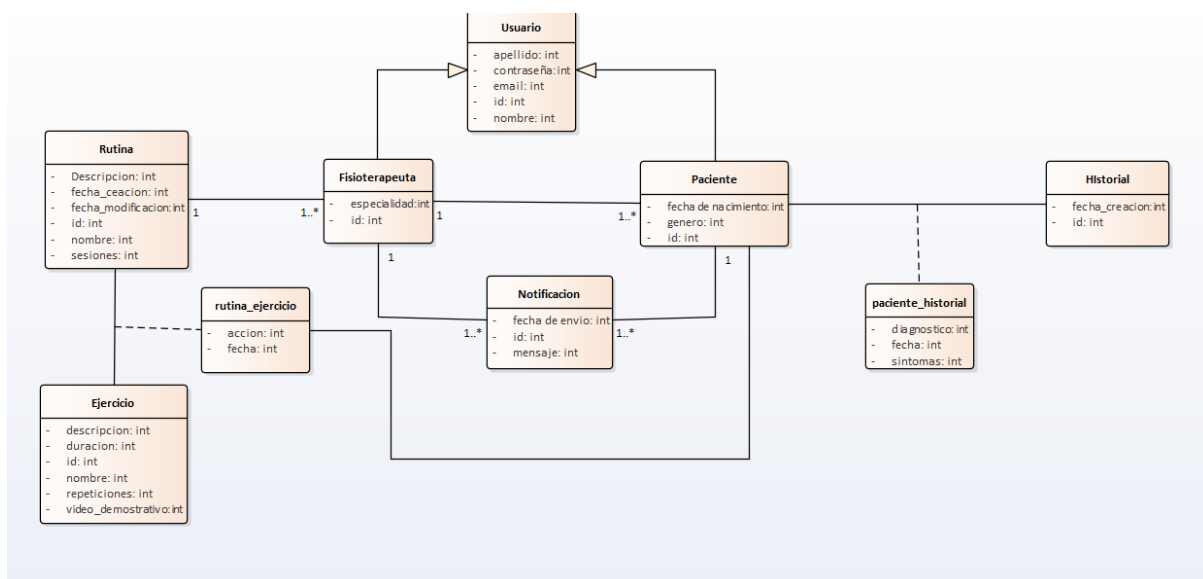 Usuario
- apellido: int
- contraseña:int
- email: int
- id: int
- nombre: int
Rutina
- Descripcion: int
- fecha_ceacion: int
- fecha_modificacion:int
- id: int
- nombre: int
- sesiones: int
1
1..*
Fisioterapeuta
- especialidad:int
- id: int
1
1..*
1
Paciente
- fecha de nacimiento: int
- genero: int
- id: int
1
HIstorial
- fecha_creacion:int
- id: int
rutina_ejercicio
- accion: int
- fecha: int
Notificacion
- fecha de envio: int
- id: int
- mensaje: int
1..*
1..*
paciente_historial
- diagnostico: int
- fecha: int
- sintomas: int
Ejercicio
- descripcion: int
- duracion: int
- id: int
- nombre: int
- repeticiones: int
- video_demostrativo:int